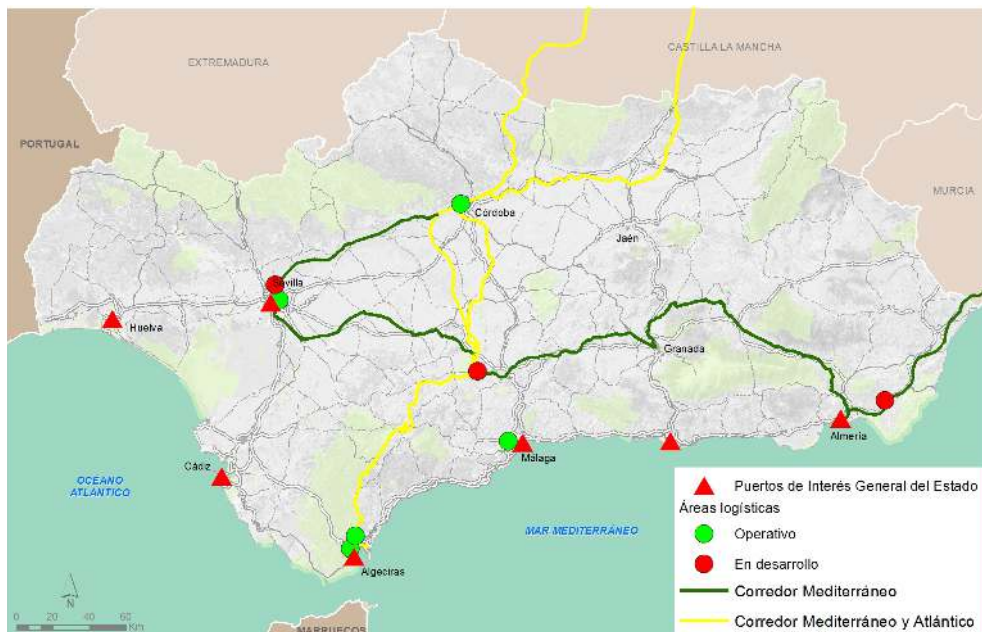 CASTILLA LA MANCHA
EXTREMADURA
PORTUGAL
MURCIA
Córdoba
Jaén
Sevilla
Huelva
Granada
Almería
Málaga
Cádiz
OCEANO
ATLÁNTICO
MAR MEDITERRÁNEO
Algeciras
MARRUECOS
N
0 20 40 60
Km
Puertos de Interés General del Estado
Áreas logísticas
Operativo
En desarrollo
Corredor Mediterráneo
Corredor Mediterráneo y Atlántico